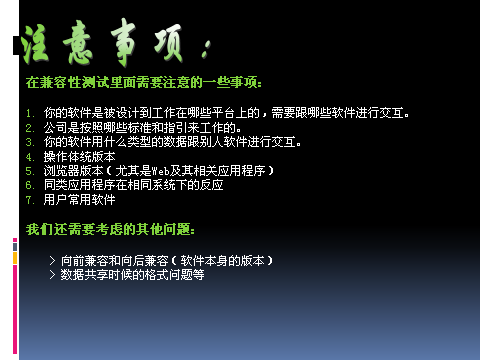 注意事项：
在兼容性测试里面需要注意的一些事项：
1. 你的软件是被设计到工作在哪些平台上的，需要跟哪些软件进行交互。
2. 公司是按照哪些标准和指引来工作的。
3. 你的软件用什么类型的数据跟别人软件进行交互。
4. 操作体统版本
5. 浏览器版本（尤其是Web及其相关应用程序）
6. 同类应用程序在相同系统下的反应
7. 用户常用软件
我们还需要考虑的其他问题：
> 向前兼容和向后兼容（软件本身的版本）
> 数据共享时候的格式问题等